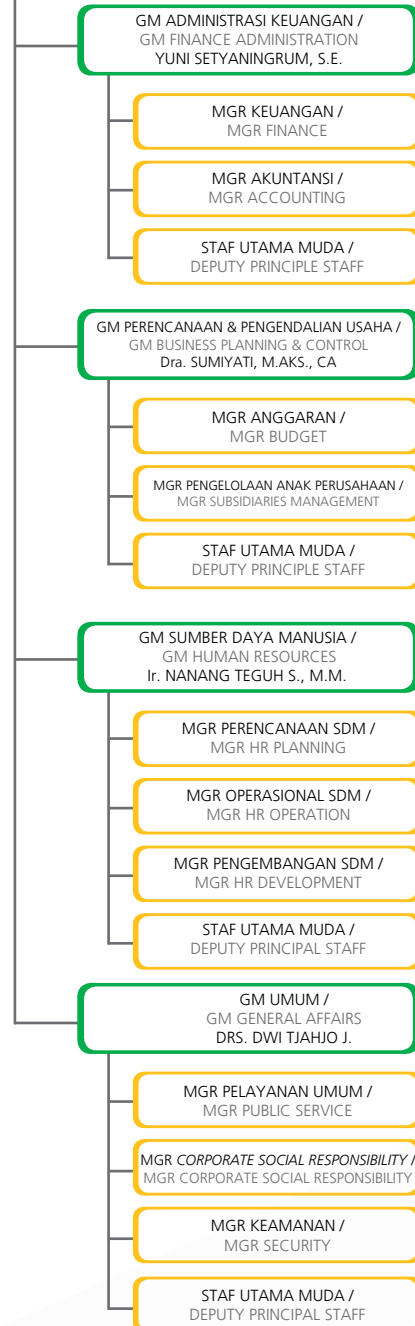 GM ADMINISTRASI KEUANGAN /
GM FINANCE ADMINISTRATION
YUNI SETYANINGRUM, S.E.
MGR KEUANGAN /
MGR FINANCE
MGR AKUNTANSI /
MGR ACCOUNTING
STAF UTAMA MUDA /
DEPUTY PRINCIPLE STAFF
GM PERENCANAAN & PENGENDALIAN USAHA /
GM BUSINESS PLANNING & CONTROL
Dra. SUMIYATI, M.AKS., CA
MGR ANGGARAN /
MGR BUDGET
MGR PENGELOLAAN ANAK PERUSAHAAN /
MGR SUBSIDIARIES MANAGEMENT
STAF UTAMA MUDA /
DEPUTY PRINCIPLE STAFF
GM SUMBER DAYA MANUSIA /
GM HUMAN RESOURCES
Ir. NANANG TEGUH S., M.M.
MGR PERENCANAAN SDM /
MGR HR PLANNING
MGR OPERASIONAL SDM /
MGR HR OPERATION
MGR PENGEMBANGAN SDM /
MGR HR DEVELOPMENT
STAF UTAMA MUDA /
DEPUTY PRINCIPAL STAFF
GM UMUM /
GM GENERAL AFFAIRS
DRS. DWI TJAHJO J.
MGR PELAYANAN UMUM /
MGR PUBLIC SERVICE
MGR CORPORATE SOCIAL RESPONSIBILITY /
MGR CORPORATE SOCIAL RESPONSIBILITY
MGR KEAMANAN /
MGR SECURITY
STAF UTAMA MUDA /
DEPUTY PRINCIPAL STAFF